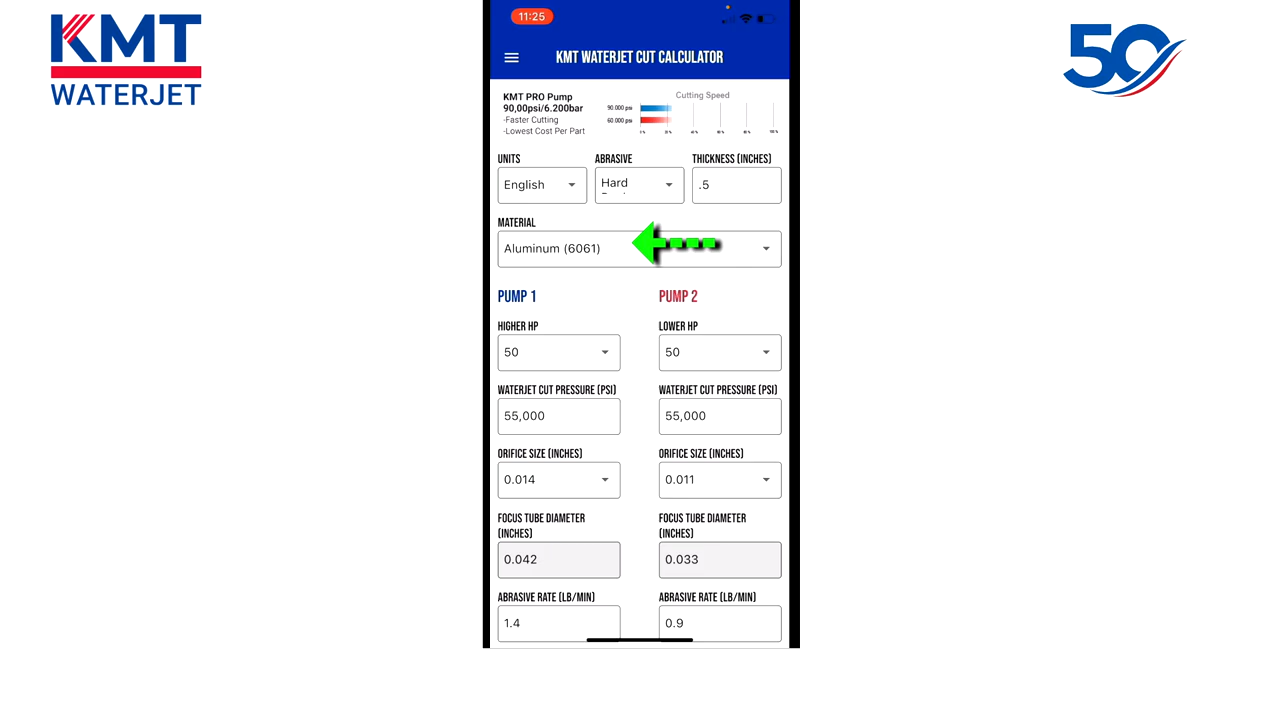 KMT
WATERJET
50
11:25
KMT WATERJET CUT CALCULATOR
KMT PRO Pump
90,00psi/6.200bar
-Faster Cutting
-Lowest Cost Per Part
Cutting Speed
90.000 psi
60.000 psi
UNITS
ABRASIVE
THICKNESS (INCHES)
English
Hard
.5
MATERIAL
Aluminum (6061)
PUMP 1
PUMP 2
HIGHER HP
LOWER HP
50
50
WATERJET CUT PRESSURE (PSI)
WATERJET CUT PRESSURE (PSI)
55,000
55,000
ORIFICE SIZE (INCHES)
ORIFICE SIZE (INCHES)
0.014
0.011
FOCUS TUBE DIAMETER
(INCHES)
FOCUS TUBE DIAMETER
(INCHES)
0.042
0.033
ABRASIVE RATE (LB/MIN)
ABRASIVE RATE (LB/MIN)
1.4
0.9